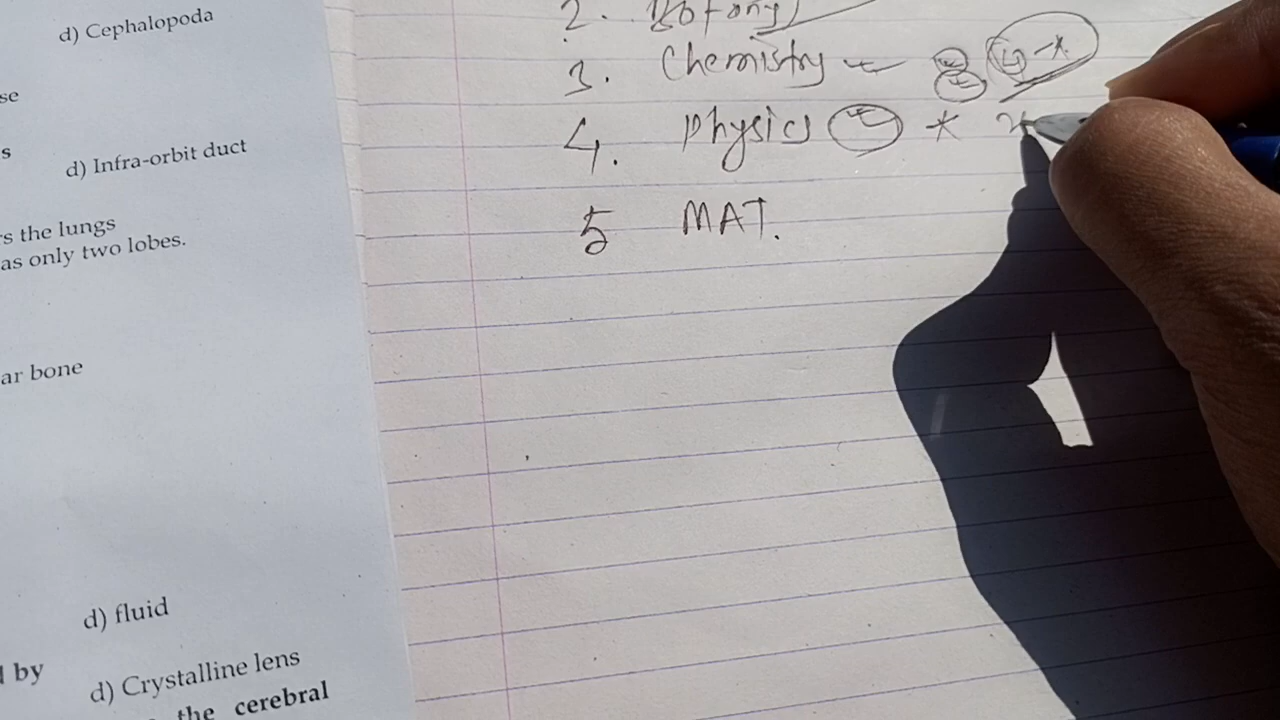 d) Cephalopoda
se
s
d) Infra-orbit duct
s the lungs
as only two lobes.
ar bone
d) fluid
by
d) Crystalline lens
the cerebral
2. Botany
3. Chemistry
4. Physics
5 MAT.